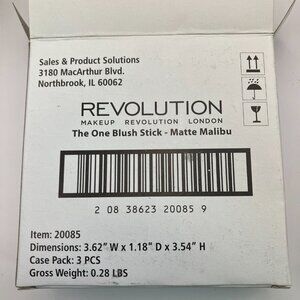 Sales & Product Solutions
3180 MacArthur Blvd.
Northbrook, IL 60062
REVOLUTION
MAKEUP REVOLUTION LONDON
The One Blush Stick - Matte Malibu
2 08 38623 20085 9
Item: 20085
Dimensions: 3.62" W x 1.18" D x 3.54" H
Case Pack: 3 PCS
Gross Weight: 0.28 LBS